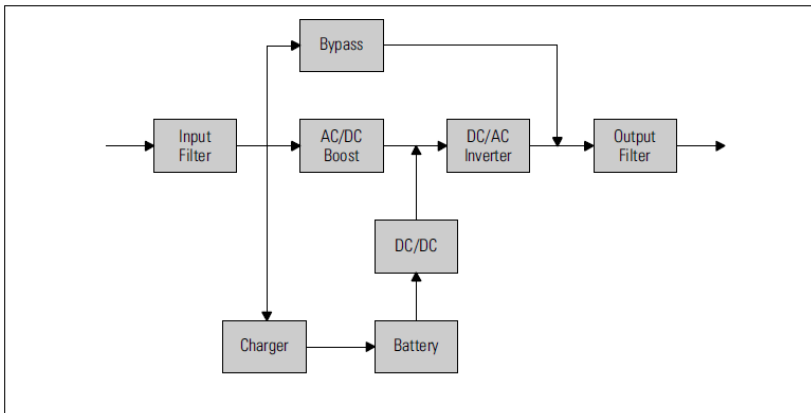 Bypass
Input
Filter
AC/DC
Boost
DC/AC
Inverter
Output
Filter
DC/DC
Charger
Battery